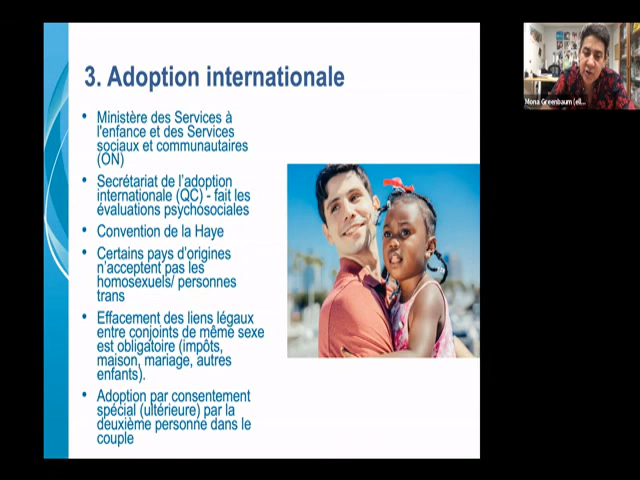 3. Adoption internationale
• Ministère des Services à
l'enfance et des Services
sociaux et communautaires
(ON)
• Secrétariat de l'adoption
internationale (QC) - fait les
évaluations psychosociales
• Convention de la Haye
• Certains pays d'origines
n'acceptent pas les
homosexuels/ personnes
trans
• Effacement des liens légaux
entre conjoints de même sexe
est obligatoire (impôts,
maison, mariage, autres
enfants).
• Adoption par consentement
spécial (ultérieure) par la
deuxième personne dans le
couple
Mona Greenbaum (ell...